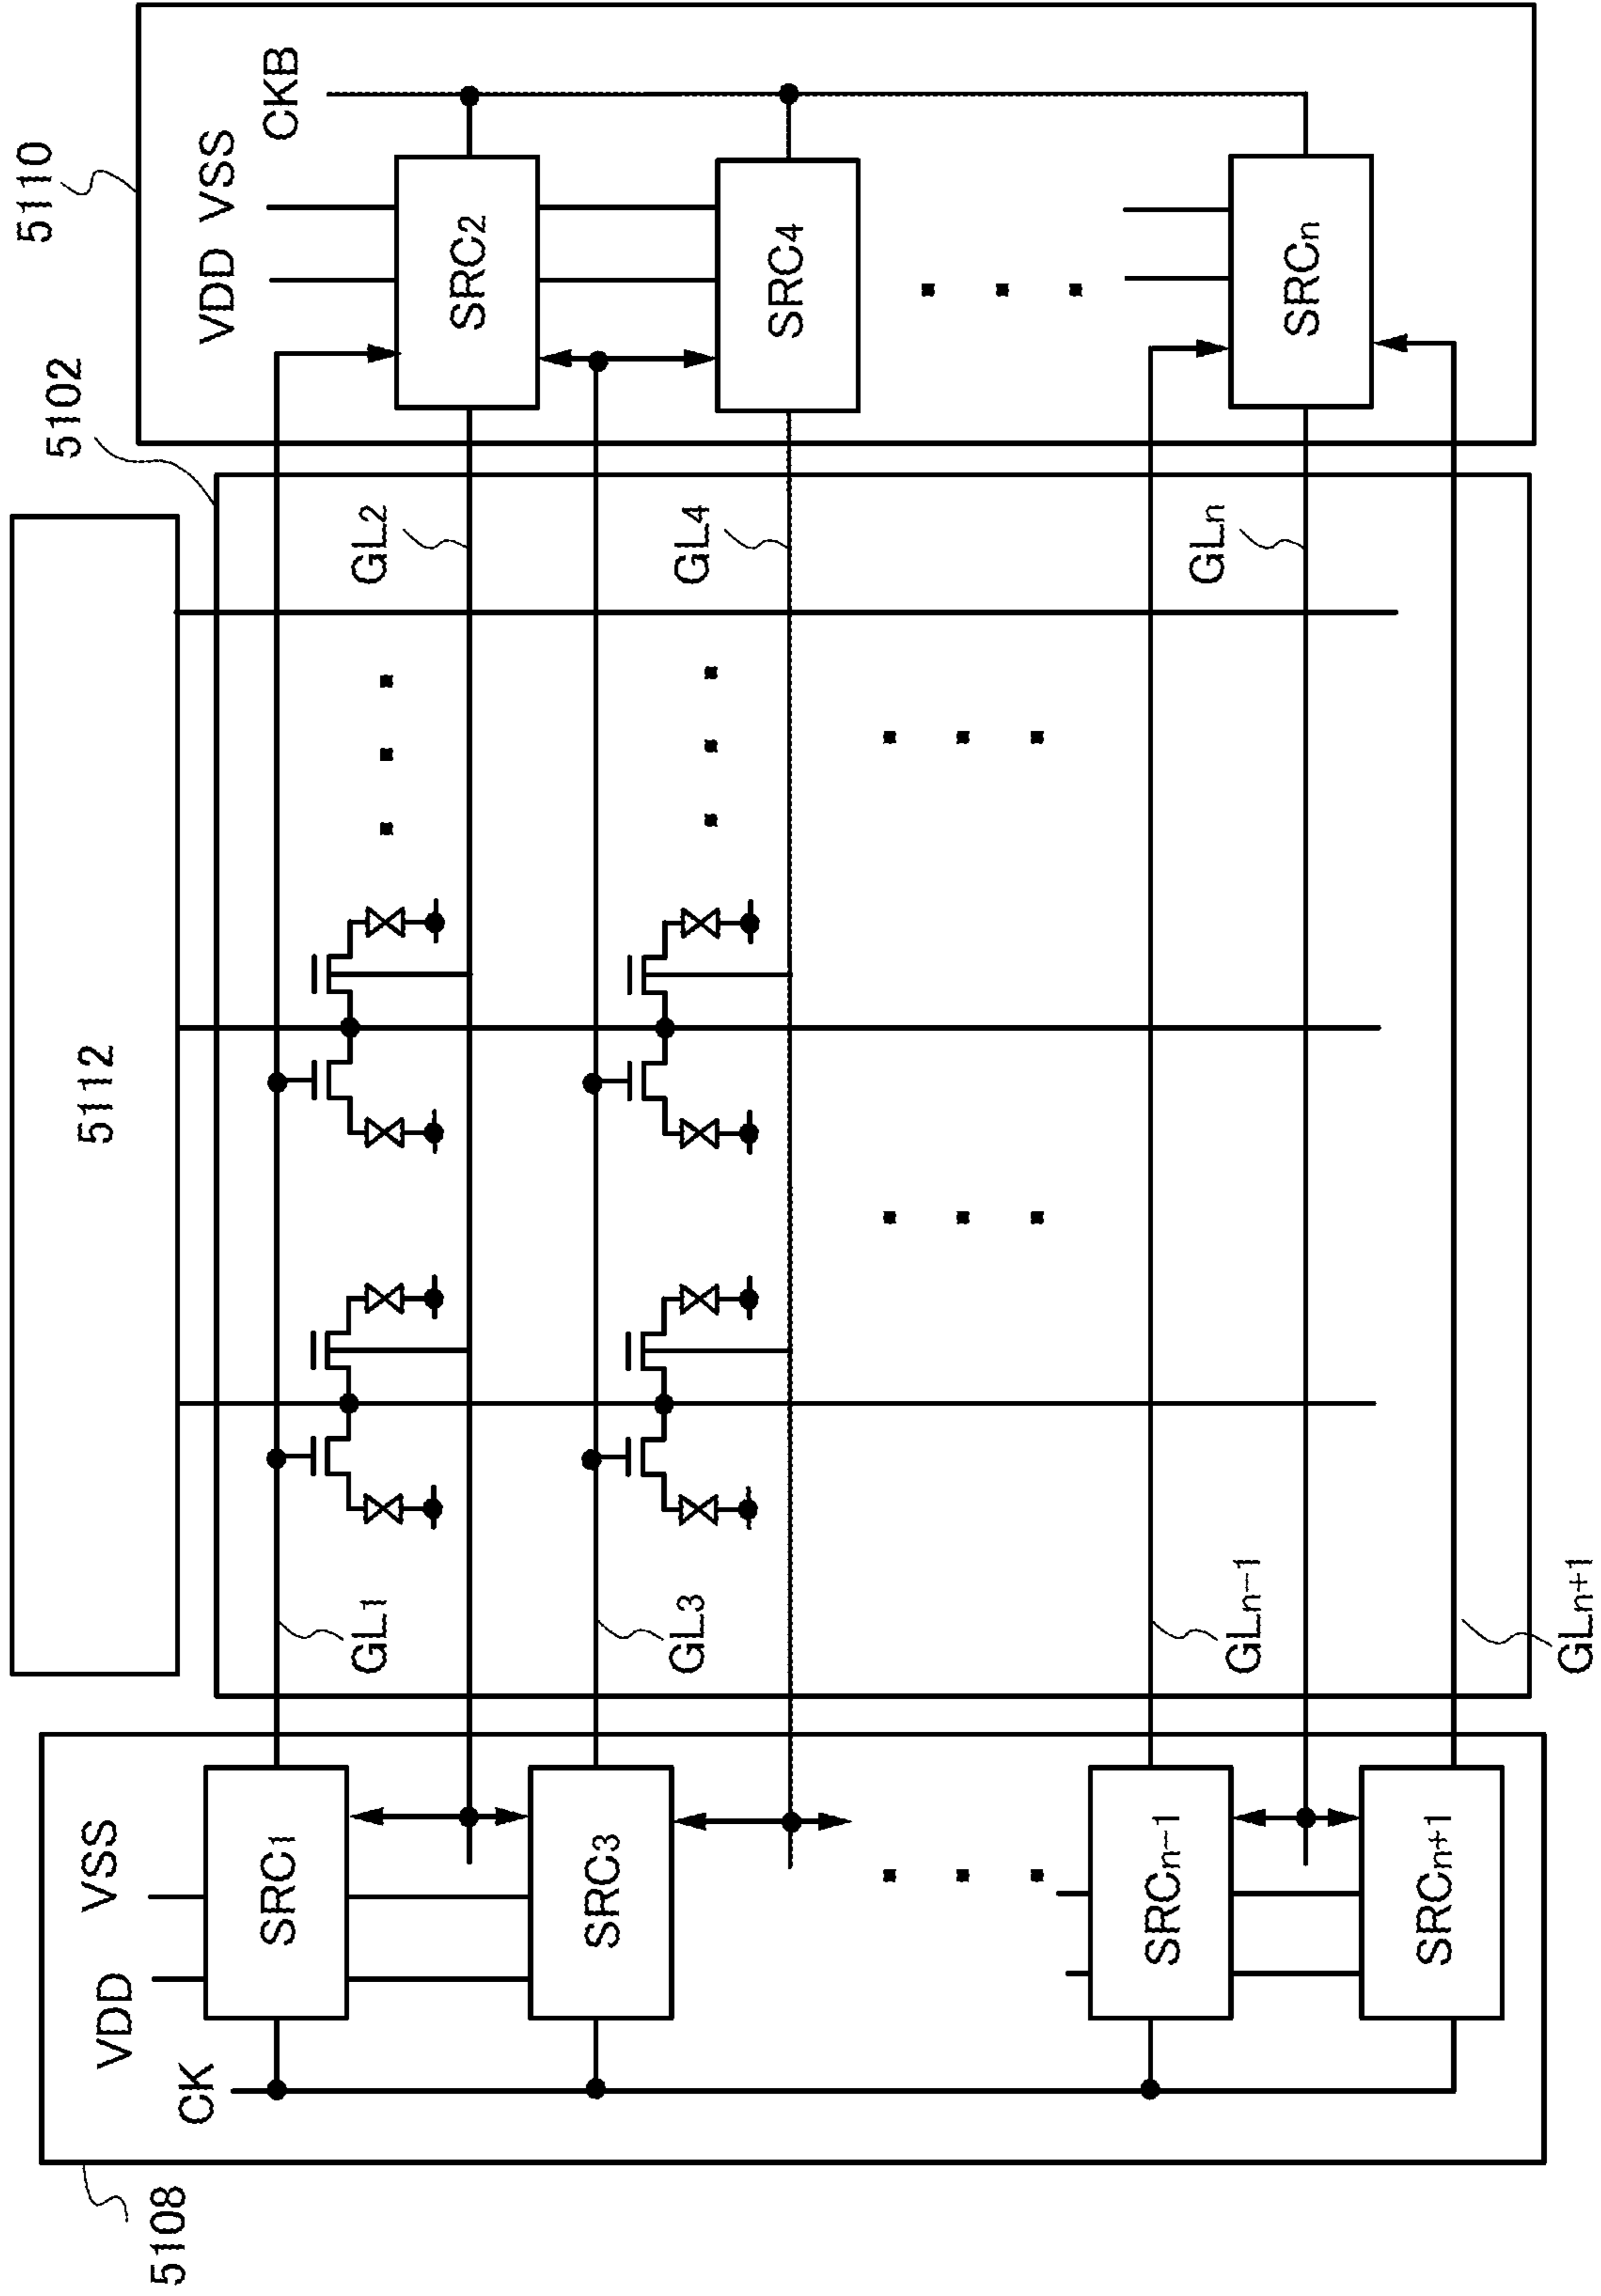 5108
5112
5102
5110
VDD
VSS
CK
SRC1
GL1
GL2
VDD VSS
CKB
SRC2
SRC3
GL3
GL4
SRC4
SRCn-1
GLn-1
GLn
SRCn
SRCn+1
GLn+1